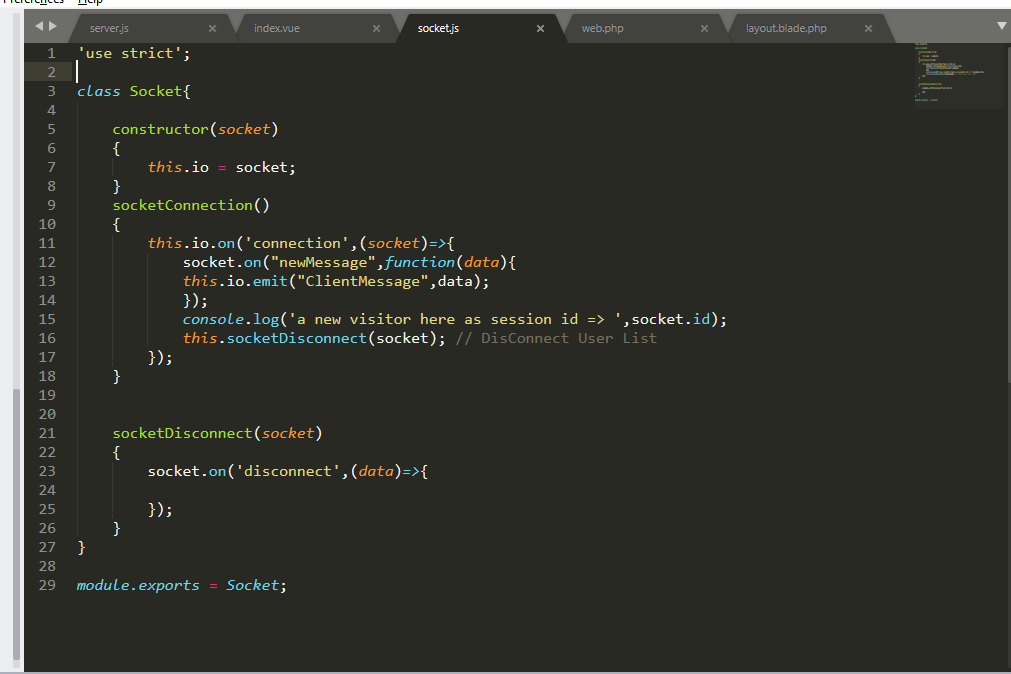 Preferences Help
server.js × index.vue × socket.js × web.php × layout.blade.php ×
1 'use strict';
2
3 class Socket{
4
5 constructor(socket)
6 {
7 this.io = socket;
8 }
9 socketConnection()
10 {
11 this.io.on('connection',(socket)=>{
12 socket.on("newMessage",function(data){
13 this.io.emit("ClientMessage",data);
14 });
15 console.log('a new visitor here as session id => ',socket.id);
16 this.socketDisconnect(socket); // DisConnect User List
17 });
18 }
19
20
21 socketDisconnect(socket)
22 {
23 socket.on('disconnect',(data)=>{
24
25 });
26 }
27 }
28
29 module.exports = Socket;